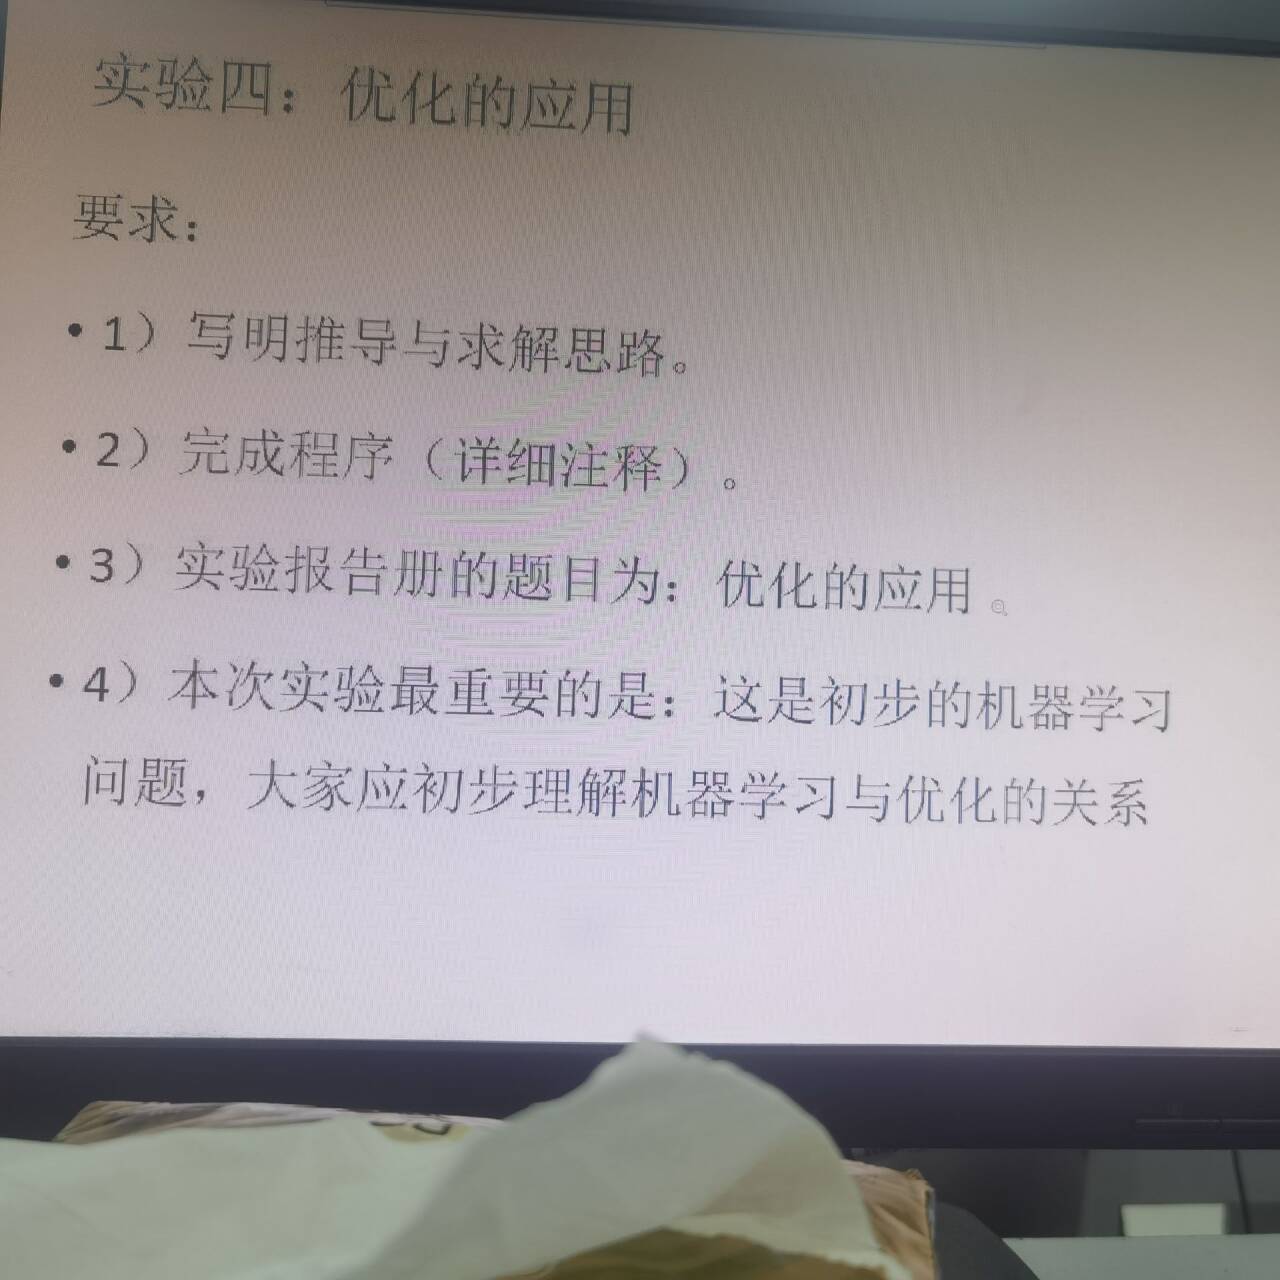 实验四：优化的应用
要求：
• 1）写明推导与求解思路。
• 2）完成程序（详细注释）。
• 3）实验报告册的题目为：优化的应用。
• 4）本次实验最重要的是：这是初步的机器学习
问题，大家应初步理解机器学习与优化的关系